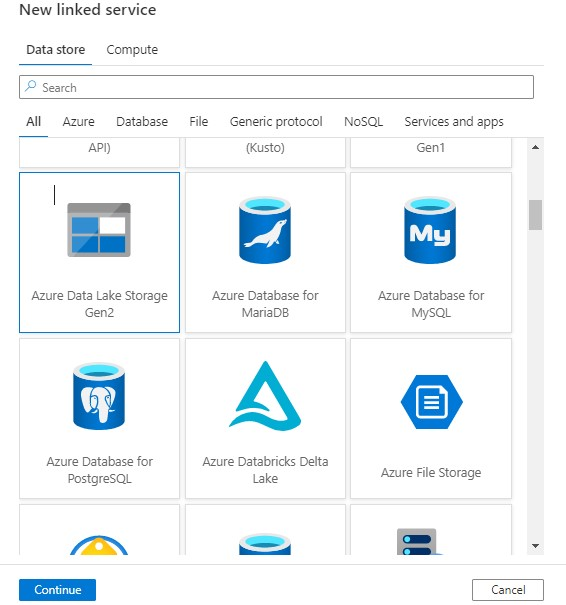 New linked service
Data store
Compute
Search
All
Azure
Database
File
Generic protocol
NoSQL
Services and apps
API)
(Kusto)
Gen1
Azure Data Lake Storage
Gen2
Azure Database for
MariaDB
My
Azure Database for
MySQL
Azure Database for
PostgreSQL
Azure Databricks Delta
Lake
Azure File Storage
Continue
Cancel